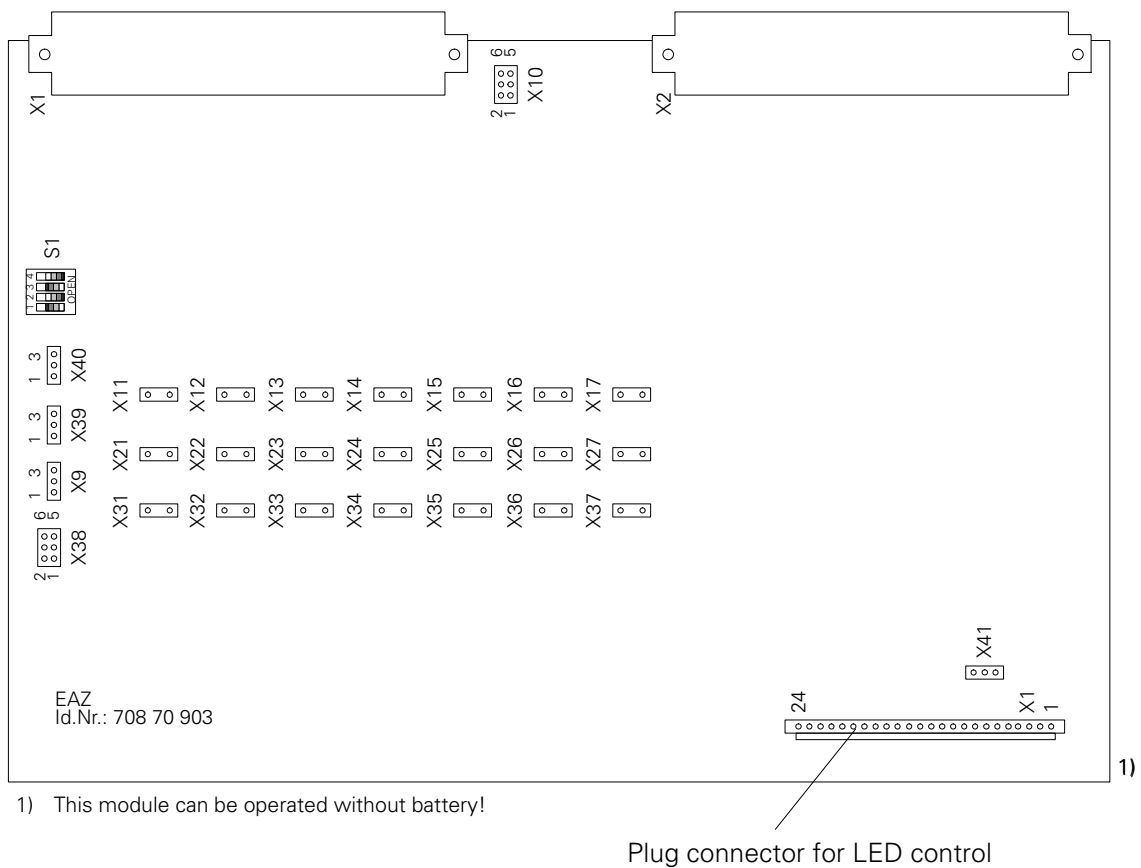 X1
6 5
X10
2 1
X2
S1
1 2 3 4
OPEN
1 3
X40
1 3
X39
1 3
X9
6 5
X38
2 1
X11 X12 X13 X14 X15 X16 X17
X21 X22 X23 X24 X25 X26 X27
X31 X32 X33 X34 X35 X36 X37
X41
EAZ
Id.Nr.: 708 70 903
24
X1
1
1)
1) This module can be operated without battery!
Plug connector for LED control